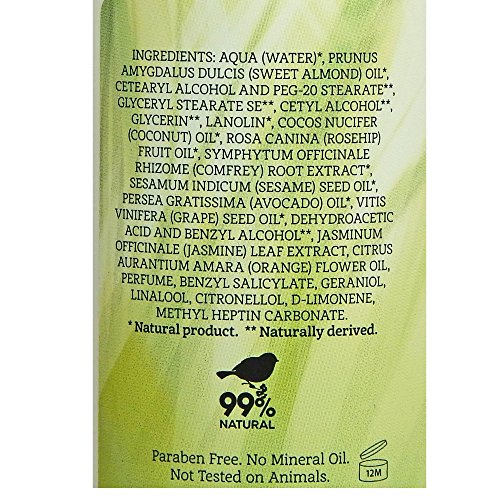 INGREDIENTS: AQUA (WATER)*, PRUNUS
AMYGDALUS DULCIS (SWEET ALMOND) OIL*,
CETEARYL ALCOHOL AND PEG-20 STEARATE**,
GLYCERYL STEARATE SE**, CETYL ALCOHOL**,
GLYCERIN**, LANOLIN*, COCOS NUCIFER
(COCONUT) OIL*, ROSA CANINA (ROSEHIP)
FRUIT OIL*, SYMPHYTUM OFFICINALE
RHIZOME (COMFREY) ROOT EXTRACT*,
SESAMUM INDICUM (SESAME) SEED OIL*,
PERSEA GRATISSIMA (AVOCADO) OIL*, VITIS
VINIFERA (GRAPE) SEED OIL*, DEHYDROACETIC
ACID AND BENZYL ALCOHOL**, JASMINUM
OFFICINALE (JASMINE) LEAF EXTRACT, CITRUS
AURANTIUM AMARA (ORANGE) FLOWER OIL,
PERFUME, BENZYL SALICYLATE, GERANIOL,
LINALOOL, CITRONELLOL, D-LIMONENE,
METHYL HEPTIN CARBONATE.
*Natural product. ** Naturally derived.
99%
NATURAL
Paraben Free. No Mineral Oil.
Not Tested on Animals.
12M